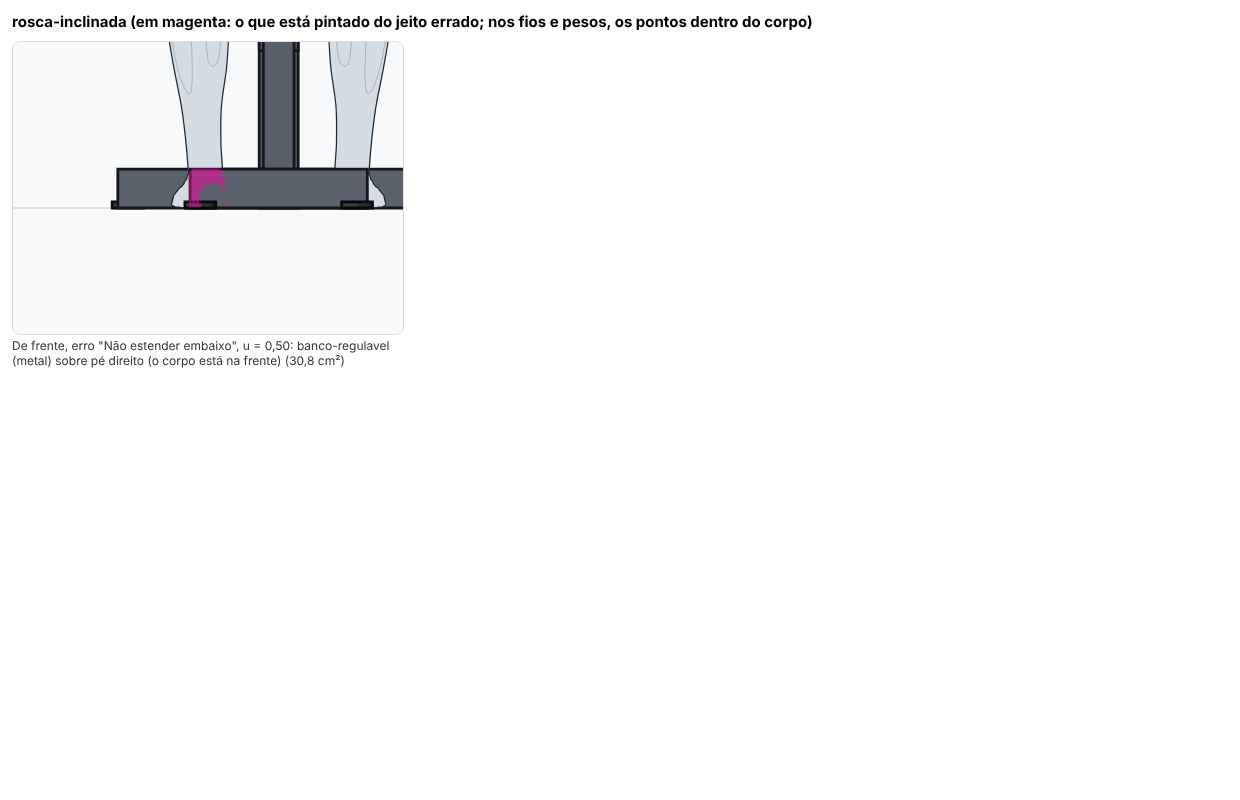 rosca-inclinada (em magenta: o que está pintado do jeito errado; nos fios e pesos, os pontos dentro do corpo)
De frente, erro "Não estender embaixo", u = 0,50: banco-regulavel
(metal) sobre pé direito (o corpo está na frente) (30,8 cm²)